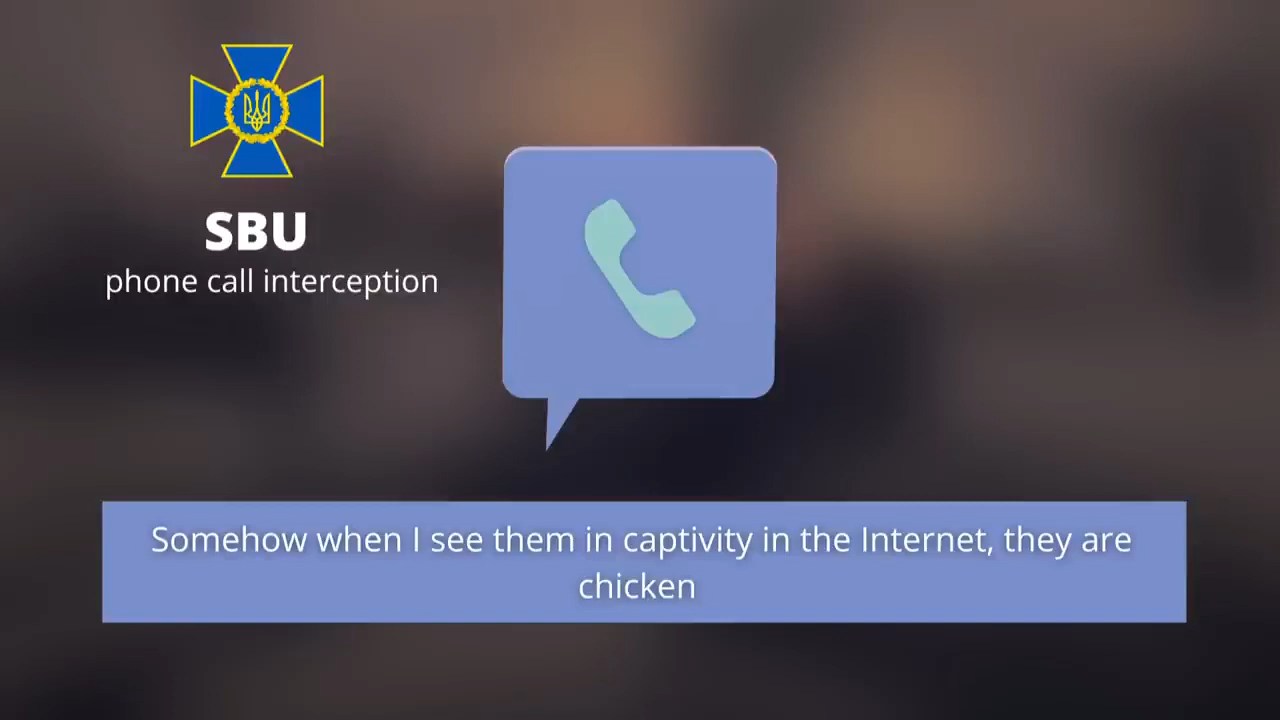 SBU
phone call interception
Somehow when I see them in captivity in the Internet, they are
chicken